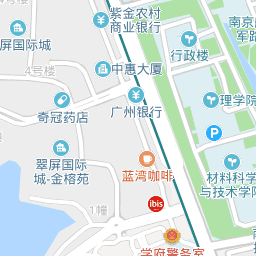 紫金农村
商业银行
南京
军路
行政楼
屏国际城
4号楼
中惠大厦
广州银行
理学院
奇冠药店
P
翠屏国际
城-金榕苑
蓝湾咖啡
材料科学
与技术学院
ibis
1幢
学府警务室